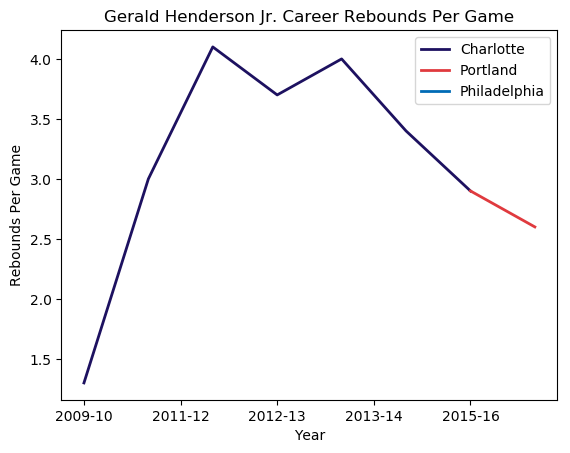 Gerald Henderson Jr. Career Rebounds Per Game
Charlotte
Portland
Philadelphia
4.0
3.5
3.0
2.5
2.0
1.5
Rebounds Per Game
2009-10
2011-12
2012-13
2013-14
2015-16
Year